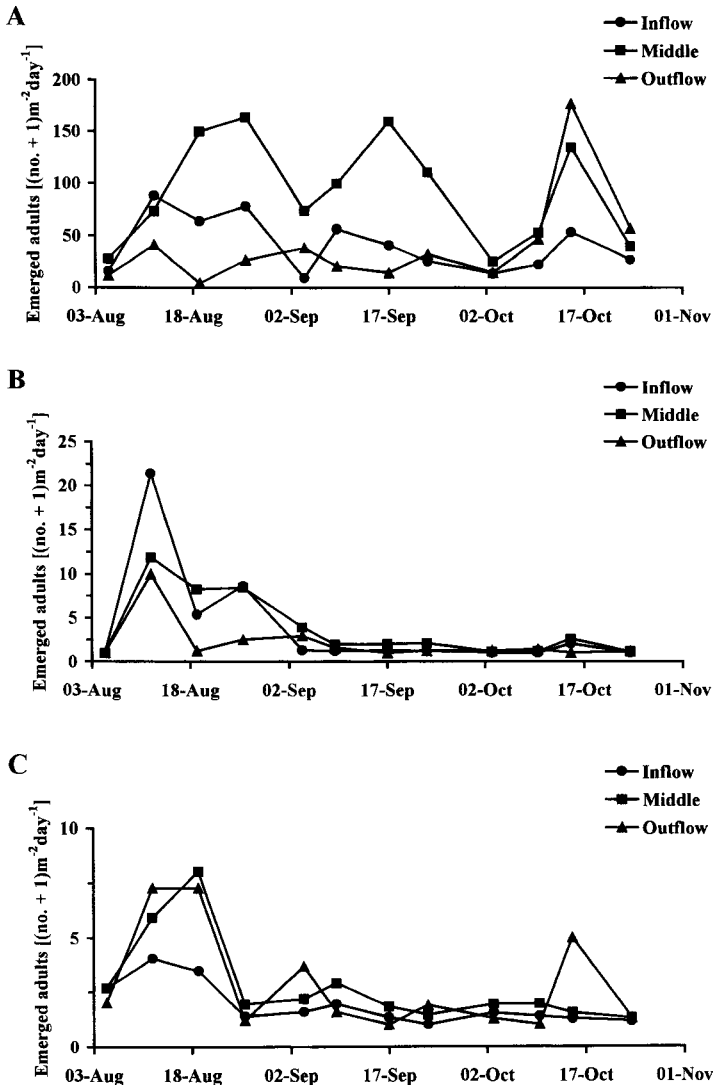 A
Inflow
Middle
Outflow
Emerged adults [(no. + 1)m⁻²day⁻¹]
200
150
100
50
0
03-Aug 18-Aug 02-Sep 17-Sep 02-Oct 17-Oct 01-Nov
B
Inflow
Middle
Outflow
Emerged adults [(no. + 1)m⁻²day⁻¹]
25
20
15
10
5
0
03-Aug 18-Aug 02-Sep 17-Sep 02-Oct 17-Oct 01-Nov
C
Inflow
Middle
Outflow
Emerged adults [(no. + 1)m⁻²day⁻¹]
10
5
0
03-Aug 18-Aug 02-Sep 17-Sep 02-Oct 17-Oct 01-Nov